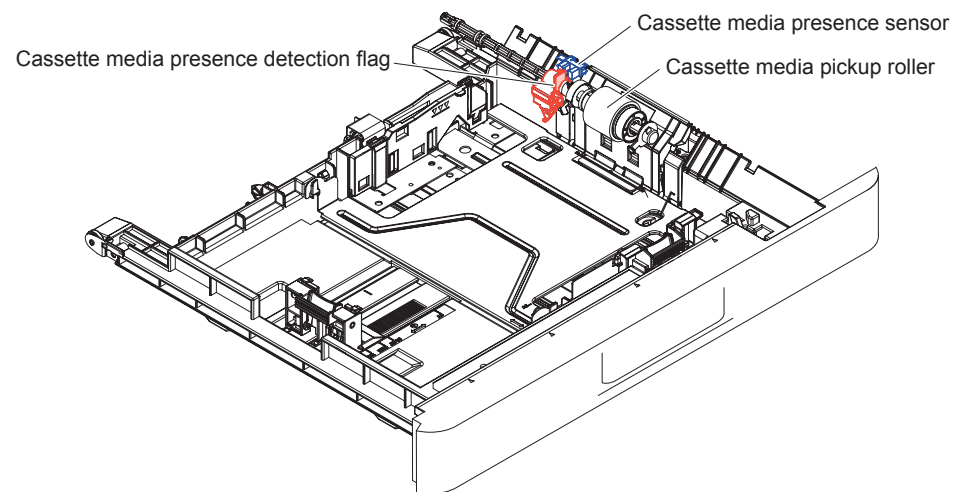 Cassette media presence sensor
Cassette media presence detection flag
Cassette media pickup roller